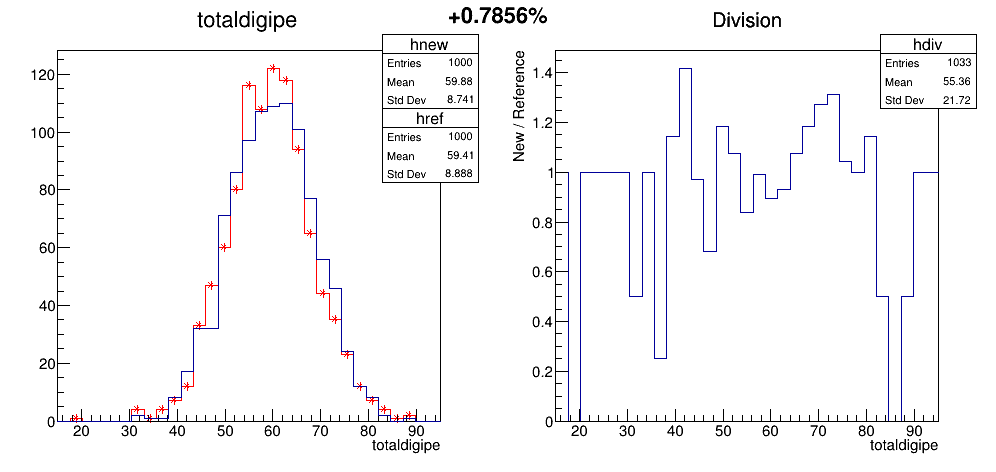 +0.7856%
totaldigipe
hnew
Entries 1000
Mean 59.88
Std Dev 8.741
href
Entries 1000
Mean 59.41
Std Dev 8.888
120
100
80
60
40
20
0
20 30 40 50 60 70 80 90
totaldigipe
Division
hdiv
Entries 1033
Mean 55.36
Std Dev 21.72
New / Reference
1.4
1.2
1
0.8
0.6
0.4
0.2
0
20 30 40 50 60 70 80 90
totaldigipe